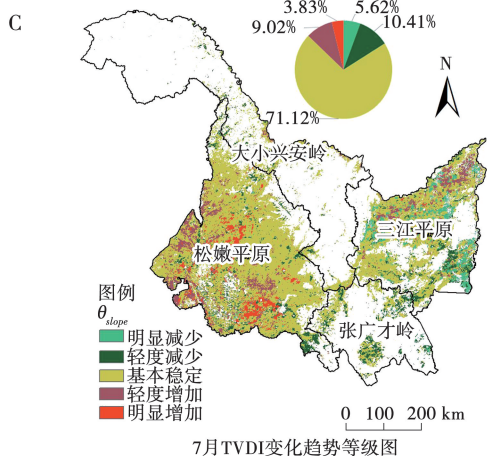 C
3.83%
5.62%
9.02%
10.41%
71.12%
N
大小兴安岭
三江平原
松嫩平原
张广才岭
图例
θslope
明显减少
轻度减少
基本稳定
轻度增加
明显增加
0 100 200 km
7月TVDI变化趋势等级图